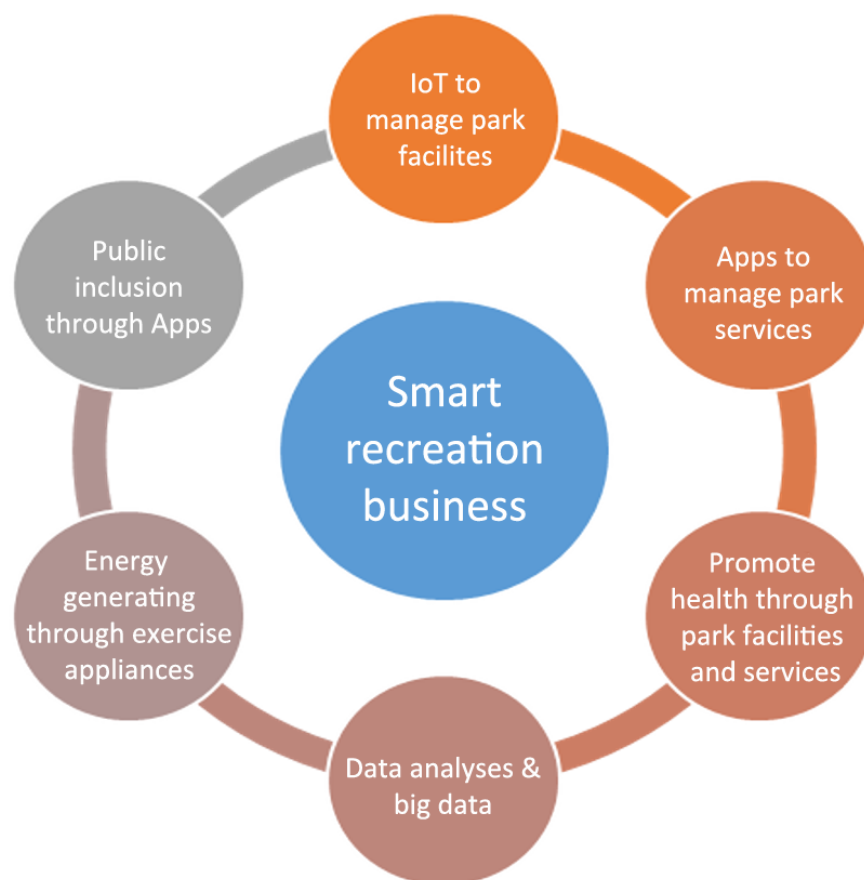 IoT to
manage park
facilites
Apps to
manage park
services
Promote
health through
park facilities
and services
Data analyses &
big data
Energy
generating
through exercise
appliances
Public
inclusion
through Apps
Smart
recreation
business